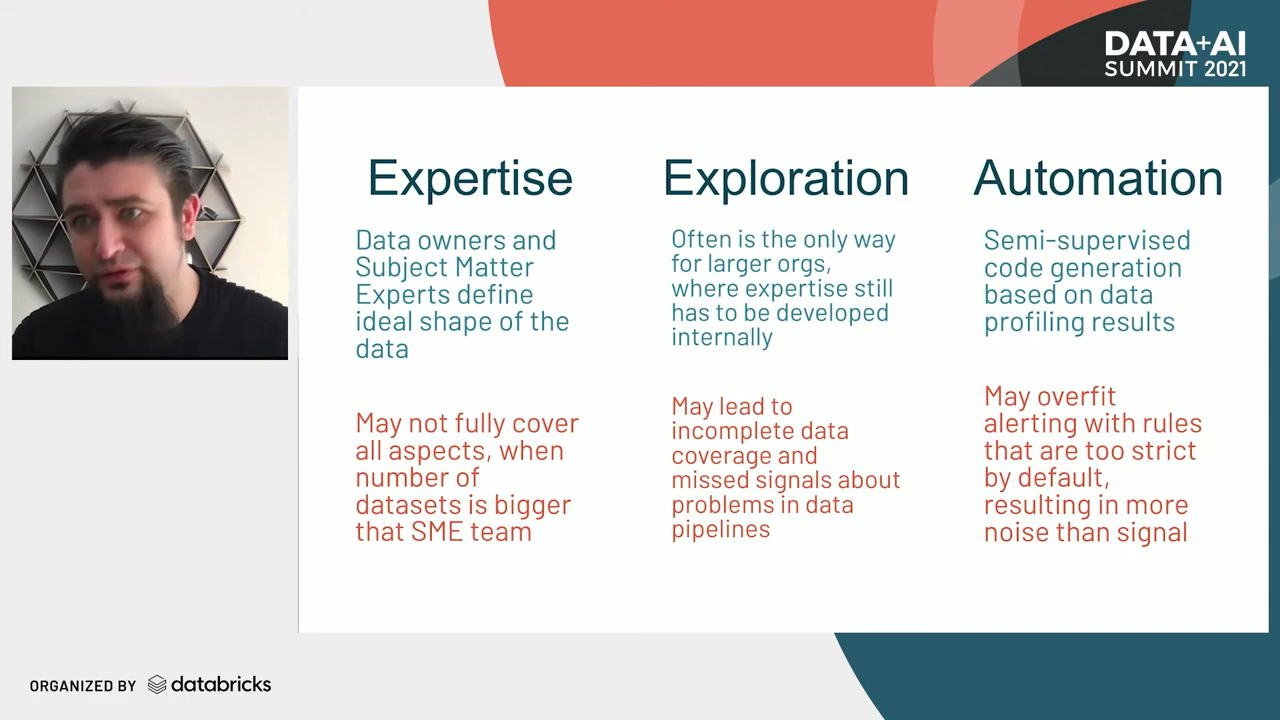 DATA+AI
SUMMIT 2021
Expertise
Data owners and
Subject Matter
Experts define
ideal shape of the
data
May not fully cover
all aspects, when
number of
datasets is bigger
that SME team
Exploration
Often is the only way
for larger orgs,
where expertise still
has to be developed
internally
May lead to
incomplete data
coverage and
missed signals about
problems in data
pipelines
Automation
Semi-supervised
code generation
based on data
profiling results
May overfit
alerting with rules
that are too strict
by default,
resulting in more
noise than signal
ORGANIZED BY databricks